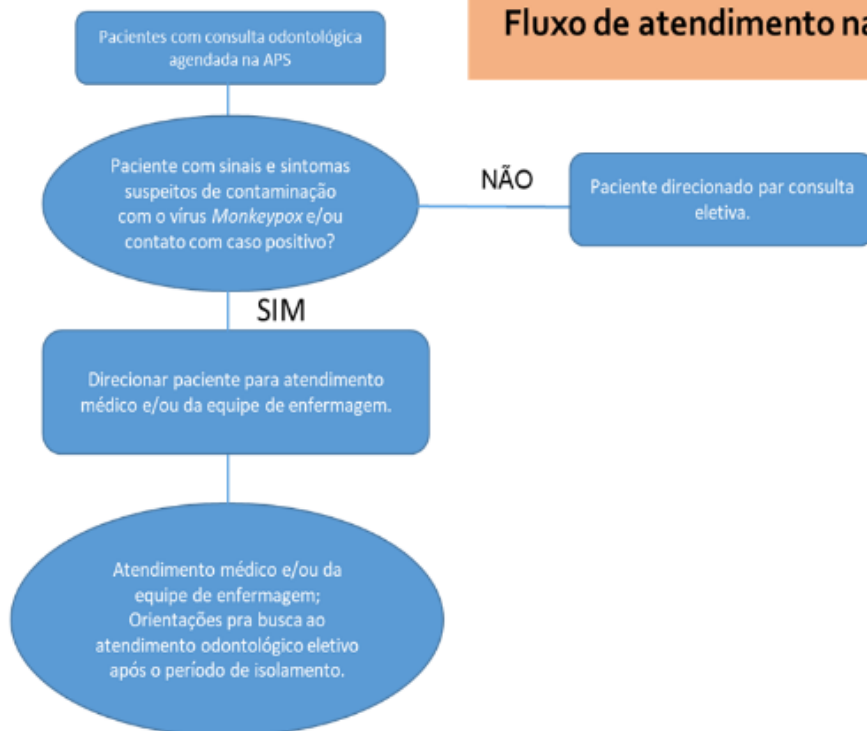 Fluxo de atendimento na
Pacientes com consulta odontológica
agendada na APS
Paciente com sinais e sintomas
suspeitos de contaminação
com o vírus Monkeypox e/ou
contato com caso positivo?
NÃO
Paciente direcionado par consulta
eletiva.
SIM
Direcionar paciente para atendimento
médico e/ou da equipe de enfermagem.
Atendimento médico e/ou da
equipe de enfermagem;
Orientações pra busca ao
atendimento odontológico eletivo
após o período de isolamento.